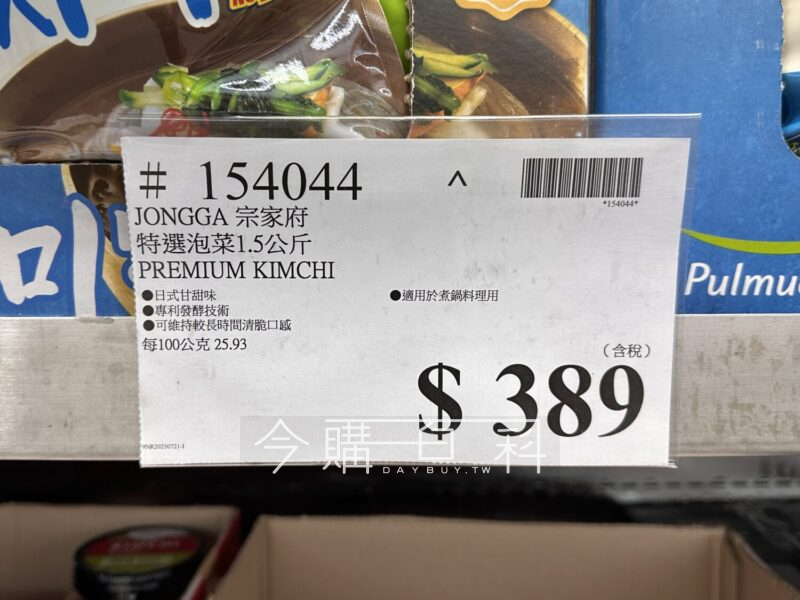 # 154044 ^
*154044*
JONGGA 宗家府
特選泡菜1.5公斤
PREMIUM KIMCHI
●日式甘甜味 ●適用於煮鍋料理用
●專利發酵技術
●可維持較長時間清脆口感
每100公克 25.93
(含稅)
$ 389
今購百科
DAYBUY.TW
Pulmu